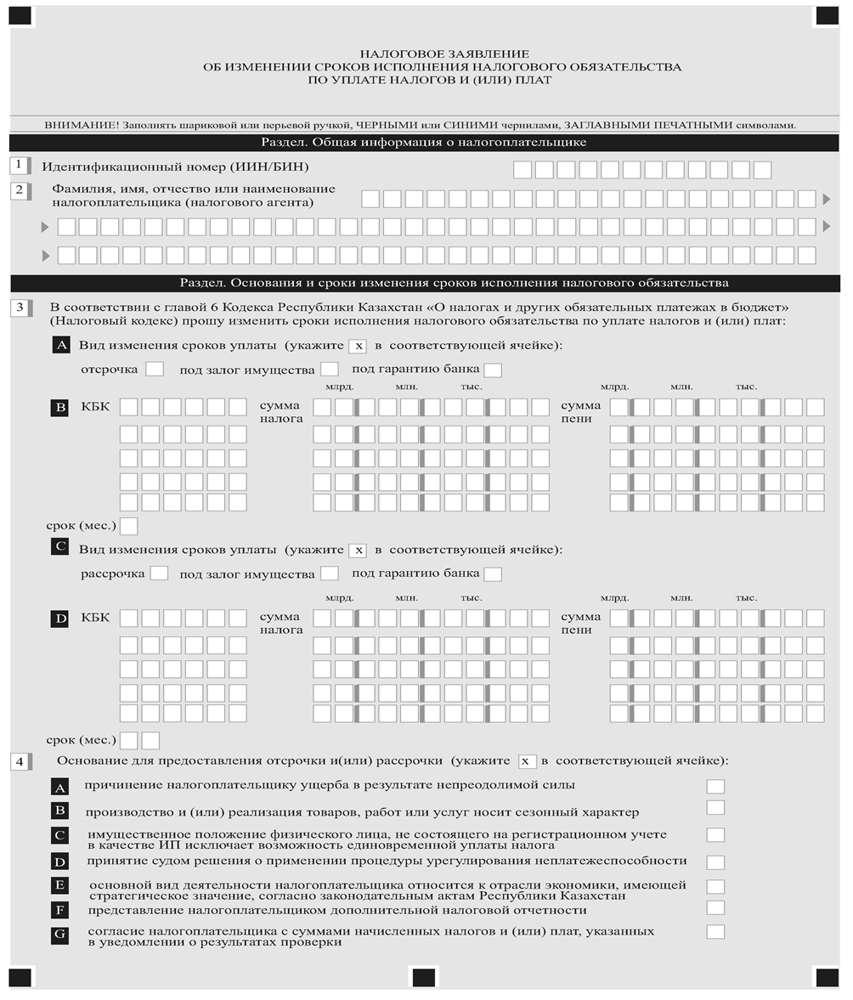 НАЛОГОВОЕ ЗАЯВЛЕНИЕ
ОБ ИЗМЕНЕНИИ СРОКОВ ИСПОЛНЕНИЯ НАЛОГОВОГО ОБЯЗАТЕЛЬСТВА
ПО УПЛАТЕ НАЛОГОВ И (ИЛИ) ПЛАТ
ВНИМАНИЕ! Заполнять шариковой или перьевой ручкой, ЧЕРНЫМИ или СИНИМИ чернилами, ЗАГЛАВНЫМИ ПЕЧАТНЫМИ символами.
Раздел. Общая информация о налогоплательщике
1 Идентификационный номер (ИИН/БИН)
2 Фамилия, имя, отчество или наименование
налогоплательщика (налогового агента)
Раздел. Основания и сроки изменения сроков исполнения налогового обязательства
3 В соответствии с главой 6 Кодекса Республики Казахстан «О налогах и других обязательных платежах в бюджет»
(Налоговый кодекс) прошу изменить сроки исполнения налогового обязательства по уплате налогов и (или) плат:
A Вид изменения сроков уплаты (укажите x в соответствующей ячейке):
отсрочка под залог имущества под гарантию банка
млрд. млн. тыс. млрд. млн. тыс.
B КБК сумма налога сумма пени
срок (мес.)
C Вид изменения сроков уплаты (укажите x в соответствующей ячейке):
рассрочка под залог имущества под гарантию банка
млрд. млн. тыс. млрд. млн. тыс.
D КБК сумма налога сумма пени
срок (мес.)
4 Основание для предоставления отсрочки и(или) рассрочки (укажите x в соответствующей ячейке):
A причинение налогоплательщику ущерба в результате непреодолимой силы
B производство и (или) реализация товаров, работ или услуг носит сезонный характер
C имущественное положение физического лица, не состоящего на регистрационном учете
в качестве ИП исключает возможность единовременной уплаты налога
D принятие судом решения о применении процедуры урегулирования неплатежеспособности
E основной вид деятельности налогоплательщика относится к отрасли экономики, имеющей
стратегическое значение, согласно законодательным актам Республики Казахстан
F представление налогоплательщиком дополнительной налоговой отчетности
G согласие налогоплательщика с суммами начисленных налогов и (или) плат, указанных
в уведомлении о результатах проверки